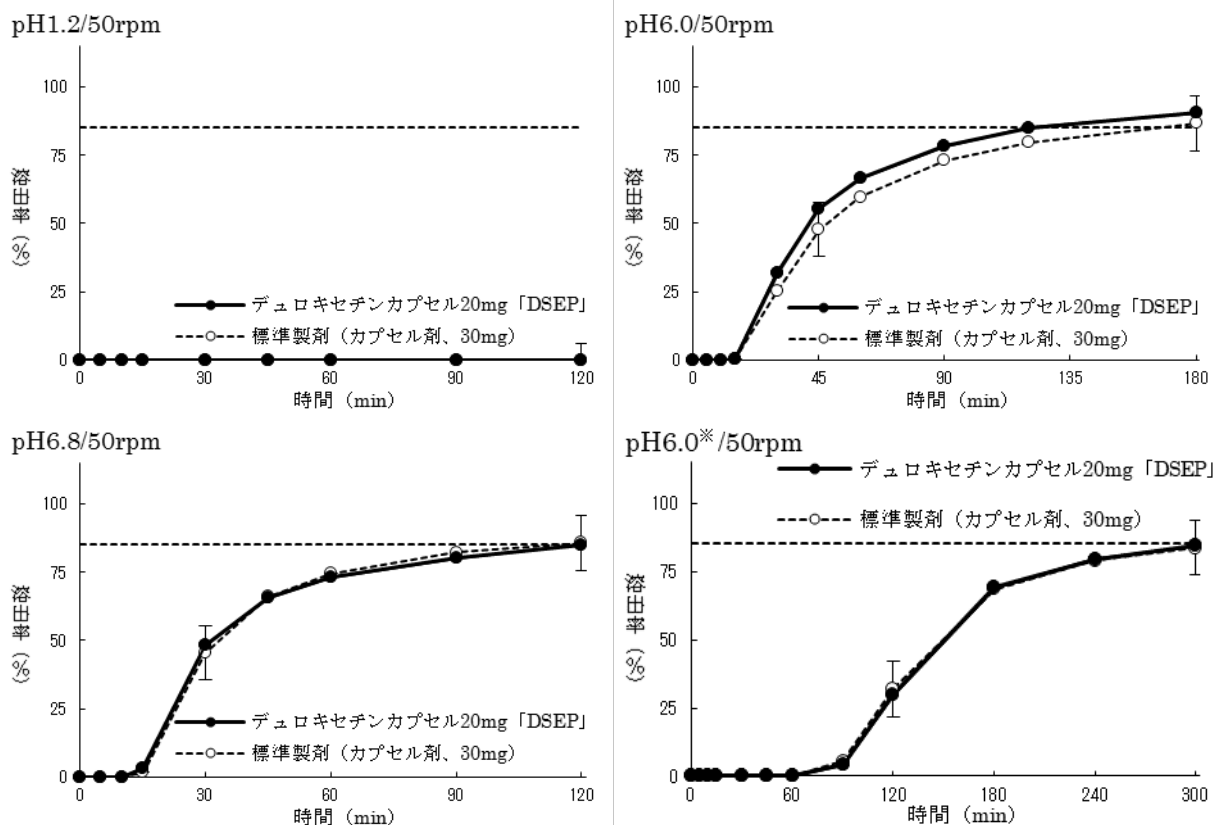 pH1.2/50rpm
100
75
50
25
0
溶出率 (%)
デュロキセチンカプセル20mg「DSEP」
標準製剤（カプセル剤、30mg）
0 30 60 90 120
時間 (min)
pH6.0/50rpm
100
75
50
25
0
溶出率 (%)
デュロキセチンカプセル20mg「DSEP」
標準製剤（カプセル剤、30mg）
0 45 90 135 180
時間 (min)
pH6.8/50rpm
100
75
50
25
0
溶出率 (%)
デュロキセチンカプセル20mg「DSEP」
標準製剤（カプセル剤、30mg）
0 30 60 90 120
時間 (min)
pH6.0※/50rpm
デュロキセチンカプセル20mg「DSEP」
標準製剤（カプセル剤、30mg）
100
75
50
25
0
溶出率 (%)
0 60 120 180 240 300
時間 (min)